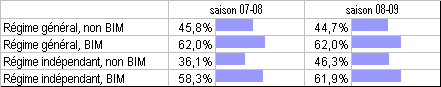 saison 07-08 saison 08-09
Régime général, non BIM 45,8% 44,7%
Régime général, BIM 62,0% 62,0%
Régime indépendant, non BIM 36,1% 46,3%
Régime indépendant, BIM 58,3% 61,9%